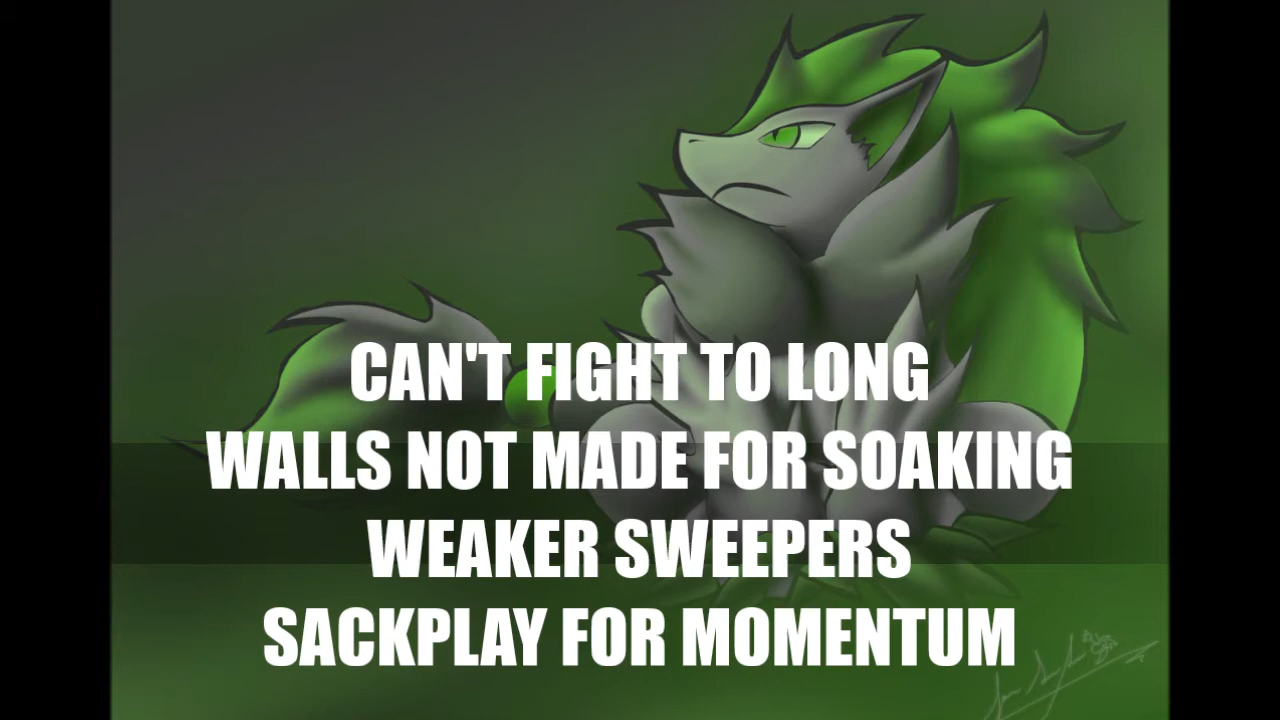 CAN'T FIGHT TO LONG
WALLS NOT MADE FOR SOAKING
WEAKER SWEEPERS
SACKPLAY FOR MOMENTUM